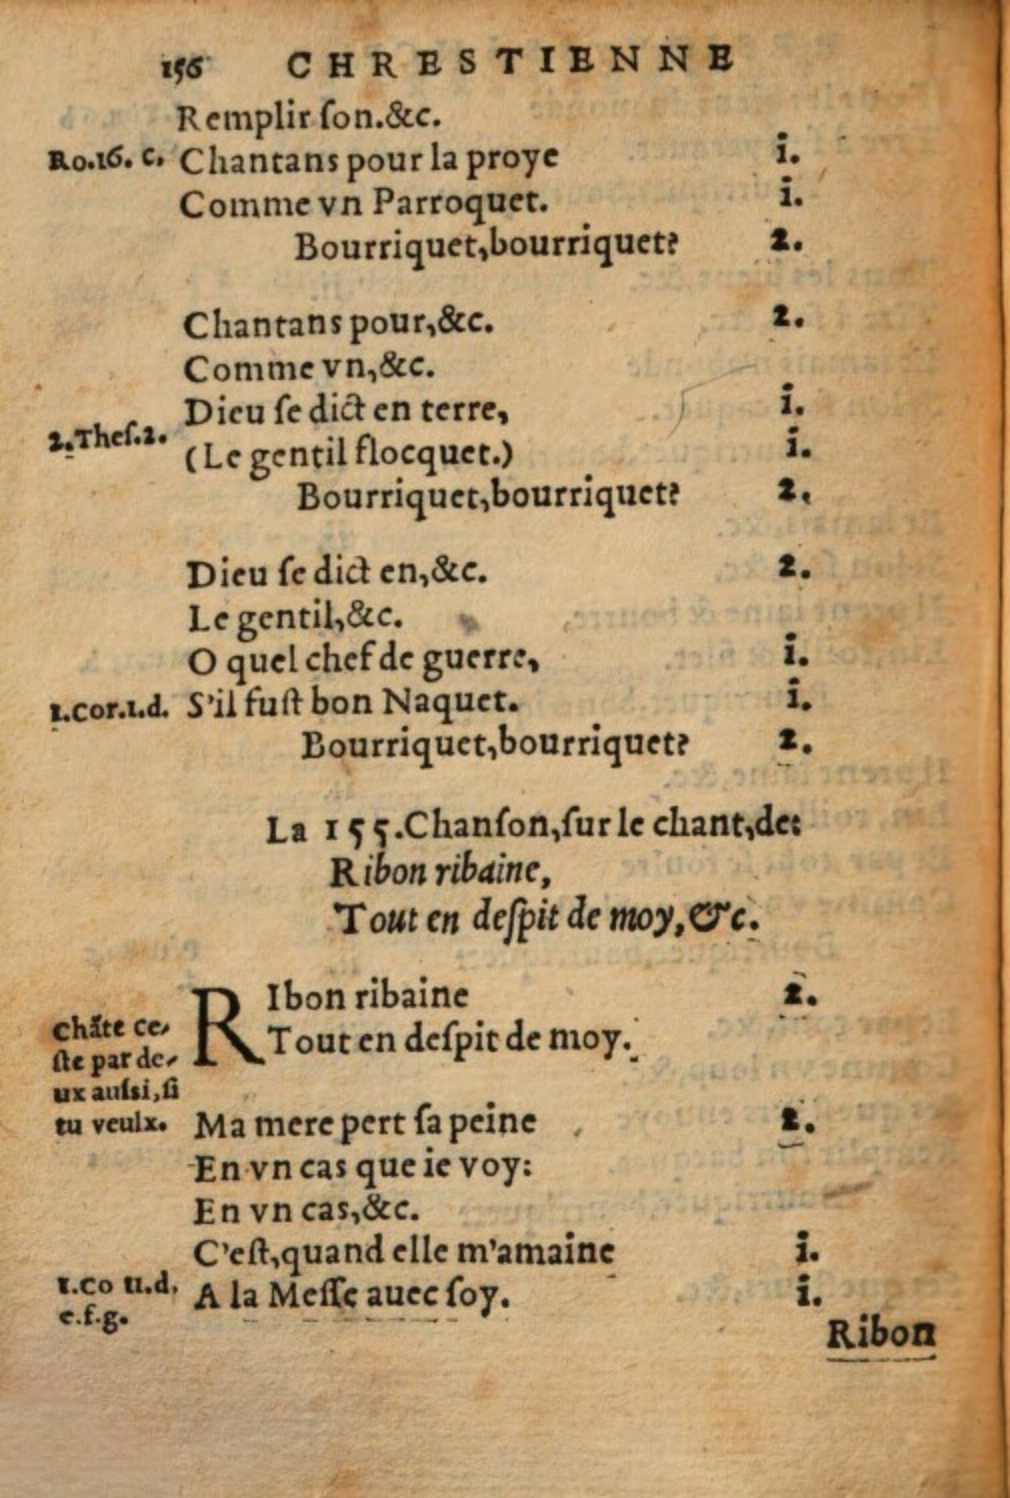 156 CHRESTIENNE
Remplir ſon.&c.
Ro.16. c. Chantans pour la proye i.
Comme vn Parroquet. i.
Bourriquet,bourriquet? 2.
Chantans pour,&c. 2.
Comme vn,&c.
Dieu ſe dict en terre, i.
2.Theſ.2. (Le gentil flocquet.) i.
Bourriquet,bourriquet? 2.
Dieu ſe dict en,&c. 2.
Le gentil,&c.
O quel chef de guerre, i.
1.Cor.1.d. S'il fuſt bon Naquet. i.
Bourriquet,bourriquet? 2.
La 155.Chanſon,ſur le chant,de:
Ribon ribaine,
Tout en deſpit de moy,&c.
RIbon ribaine 2.
Tout en deſpit de moy.
Chãte ce-
ſte par de-
ux auſsi,ſi
tu veulx.
Ma mere pert ſa peine 2.
En vn cas que ie voy:
En vn cas,&c.
C'eſt,quand elle m'amaine i.
1.Co 11.d. A la Meſſe auec ſoy. i.
e.f.g.
Ribon